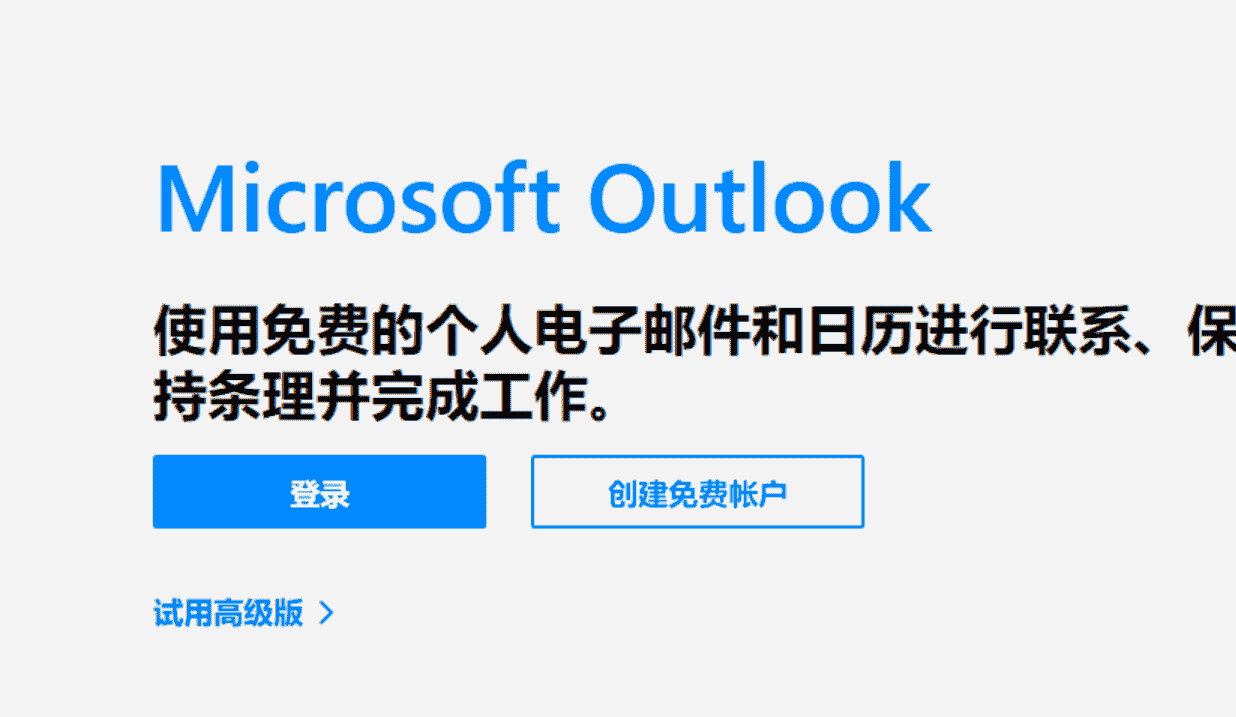 Microsoft Outlook
使用免费的个人电子邮件和日历进行联系、保
持条理并完成工作。
登录
创建免费帐户
试用高级版